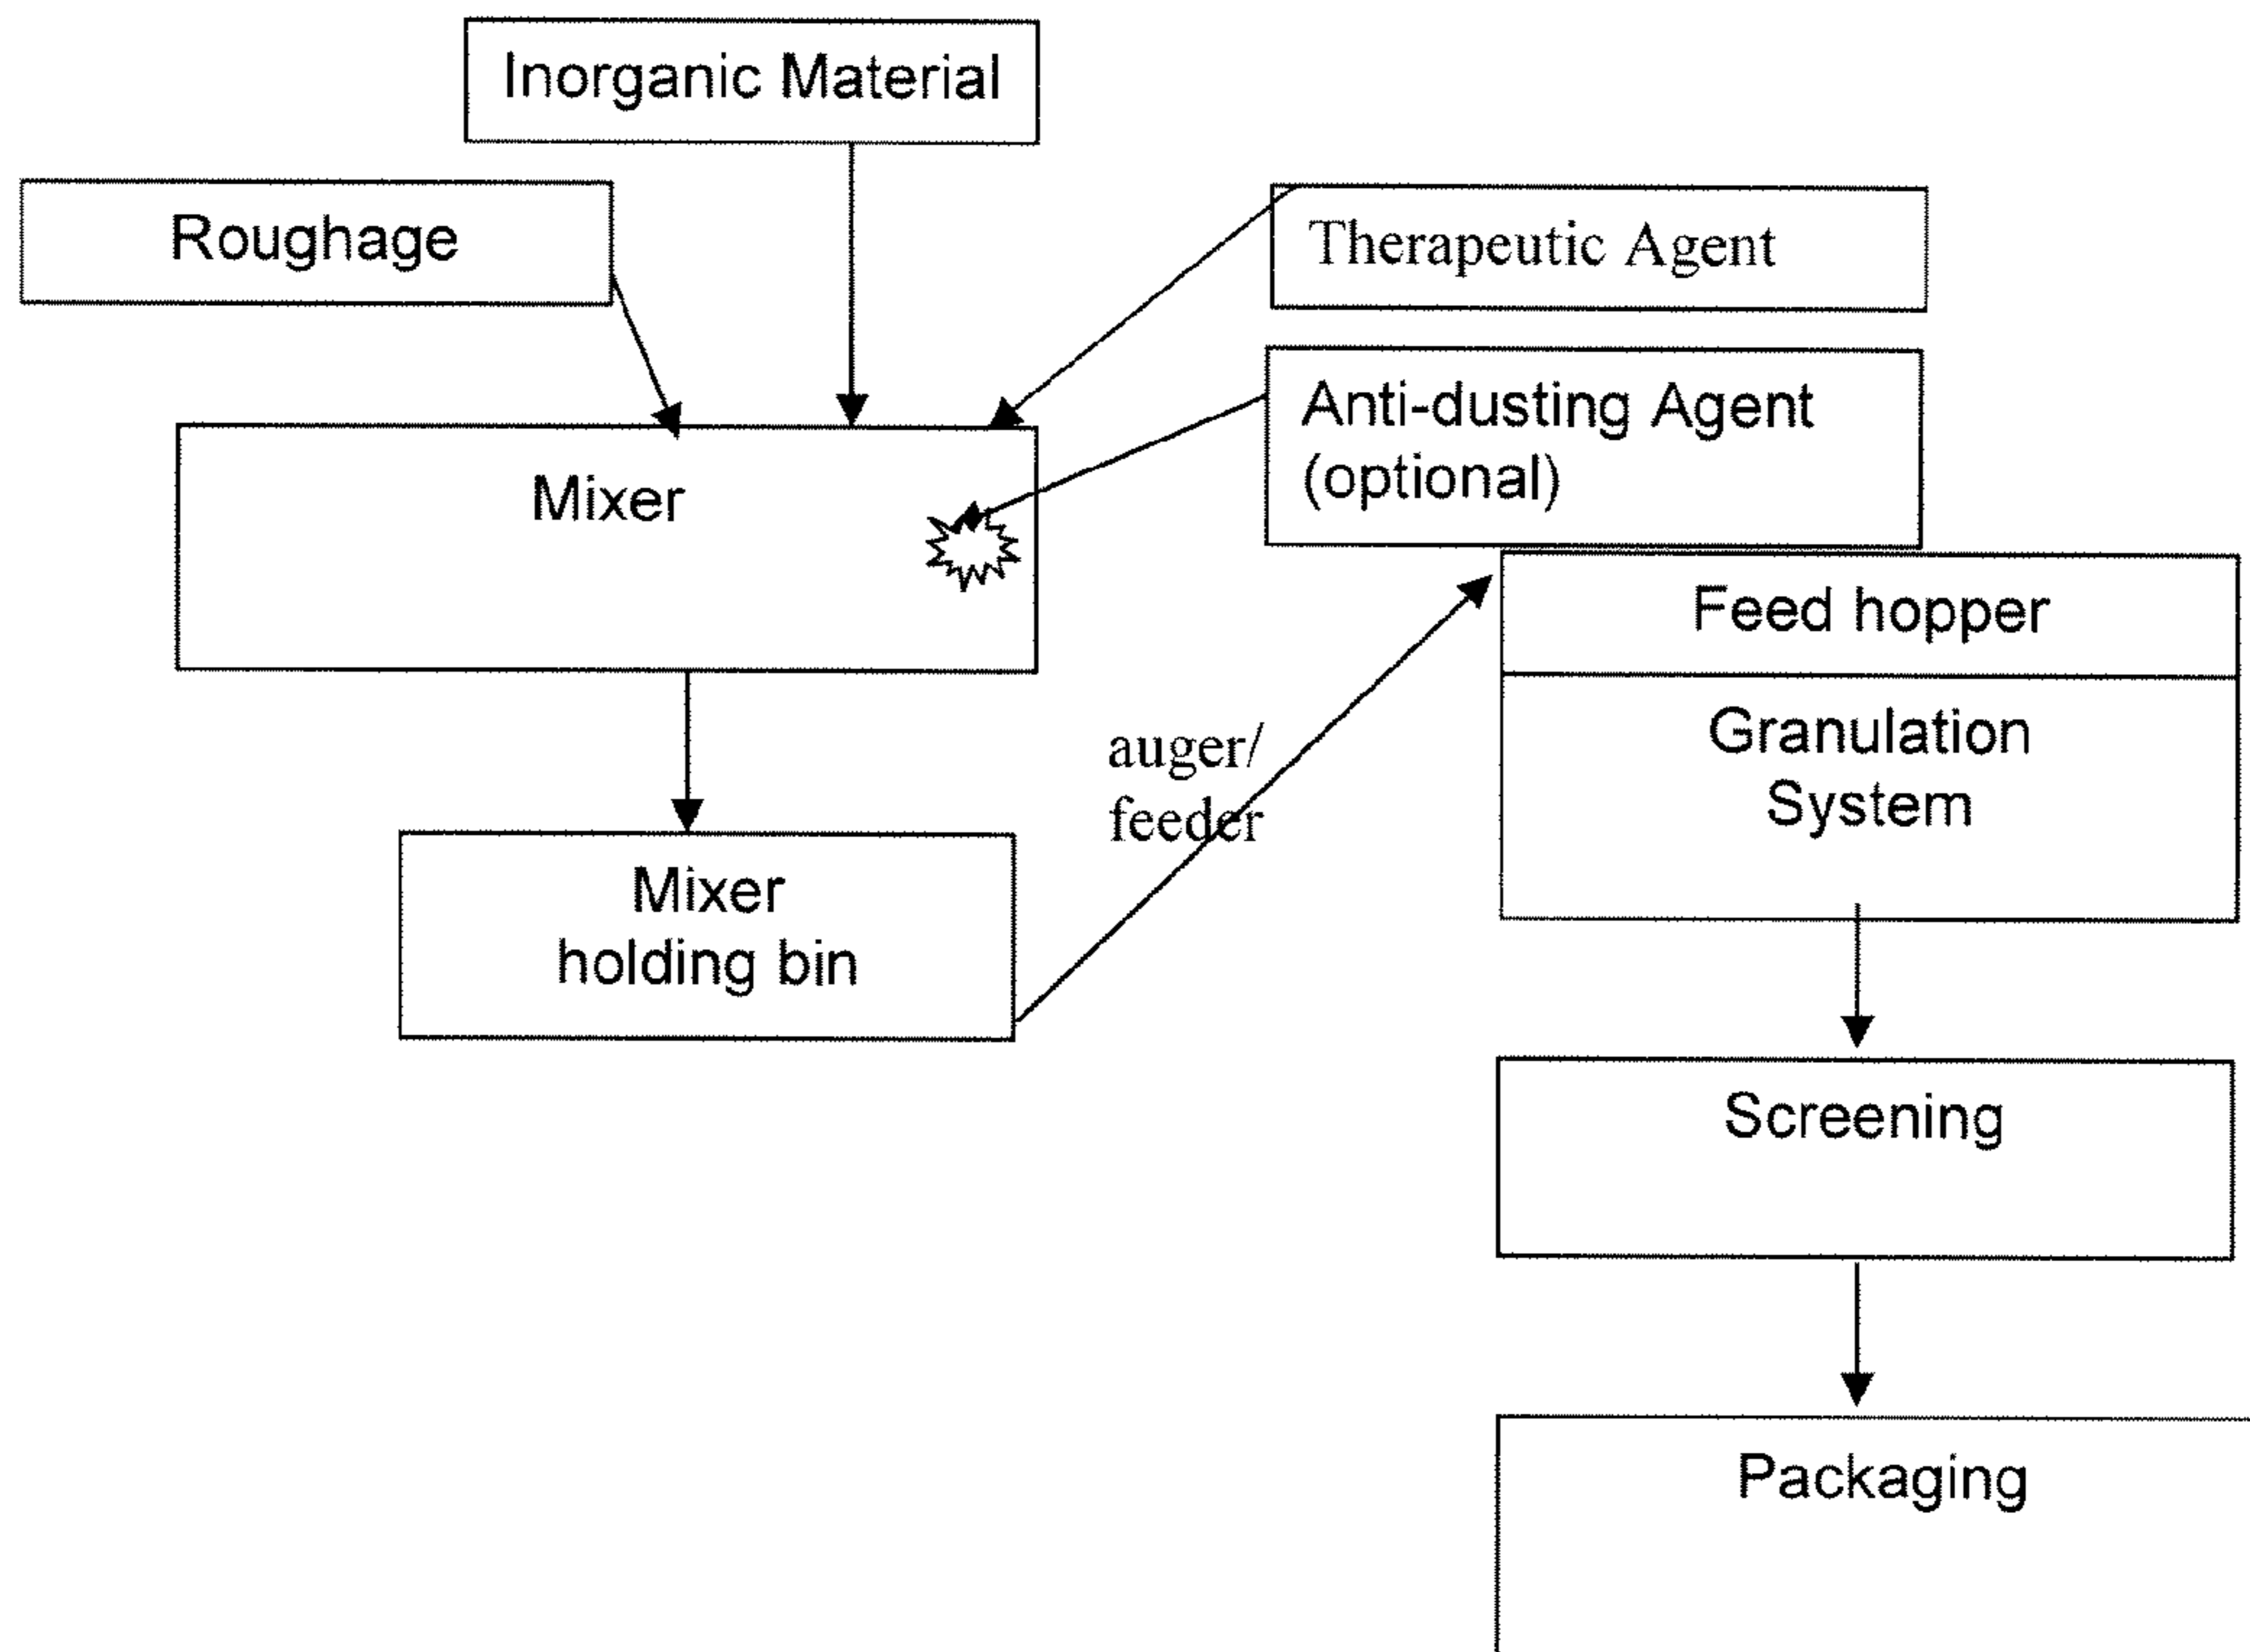 Inorganic Material
Roughage
Therapeutic Agent
Anti-dusting Agent
(optional)
Mixer
Feed hopper
Granulation
System
auger/
feeder
Mixer
holding bin
Screening
Packaging